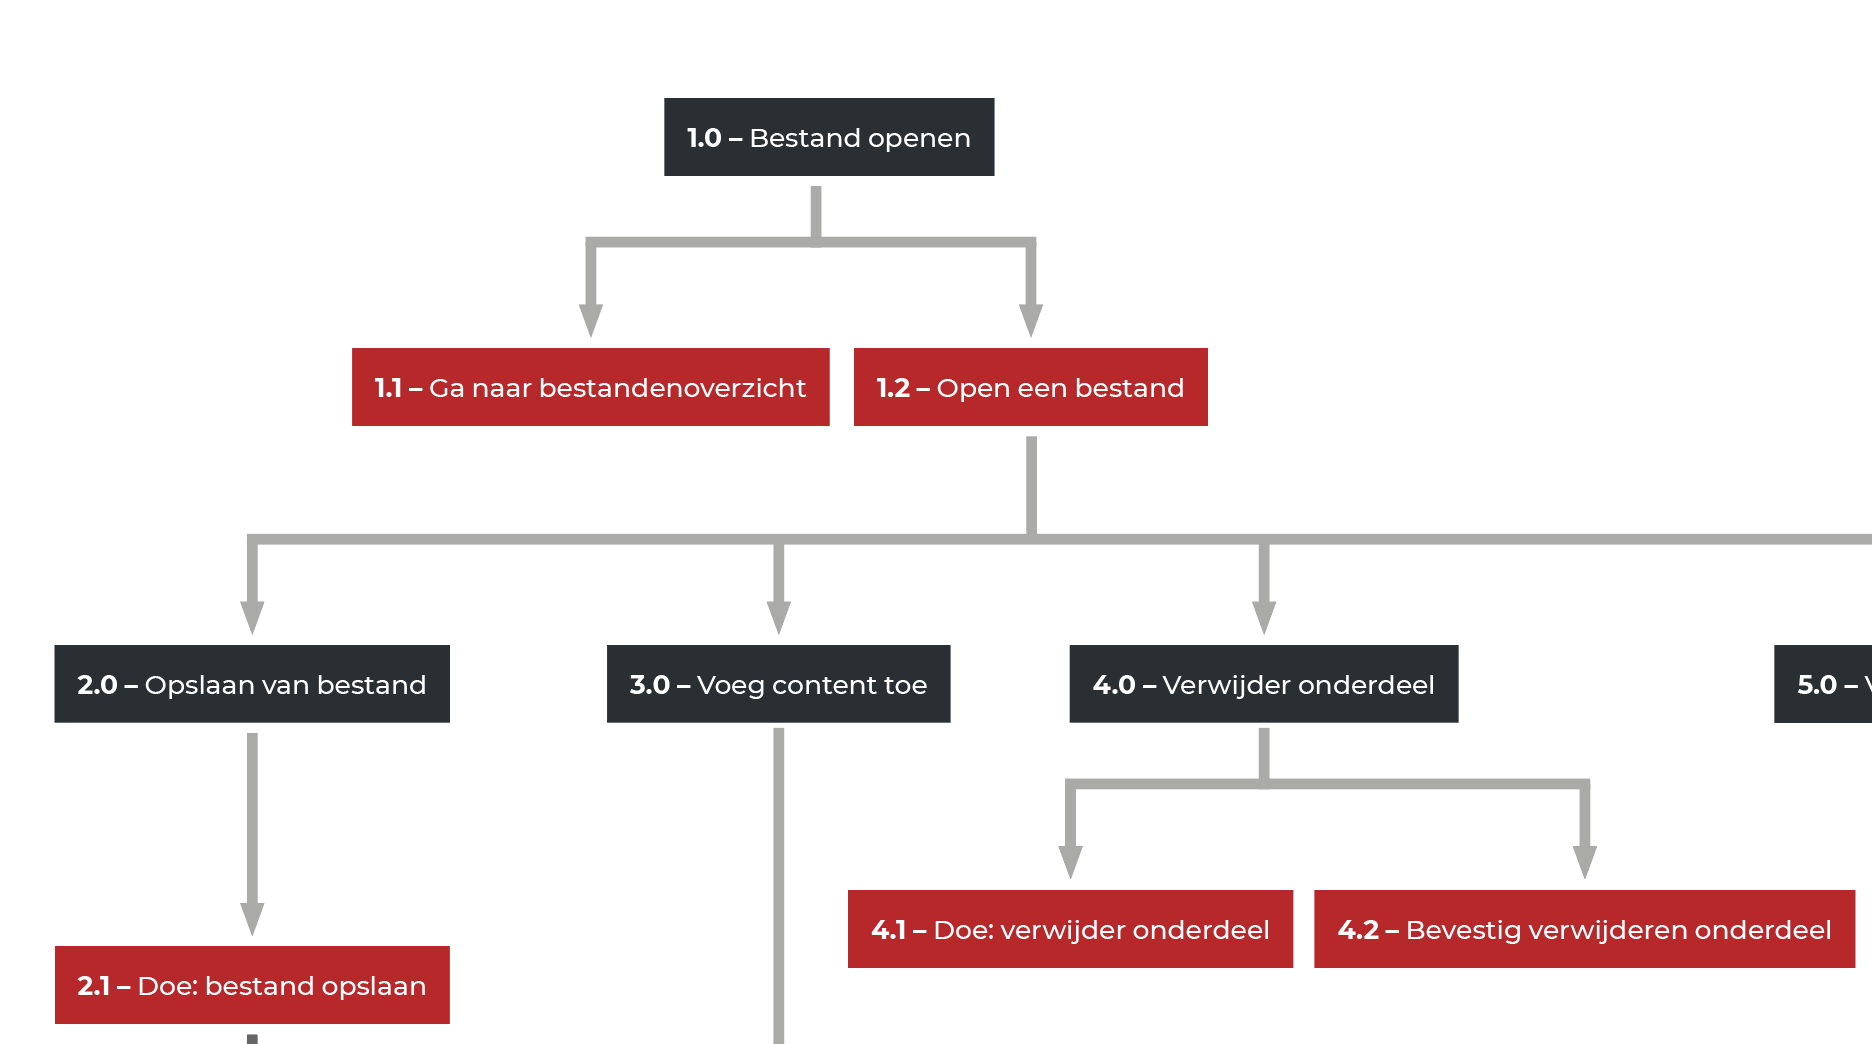 1.0 – Bestand openen
1.1 – Ga naar bestandenoverzicht
1.2 – Open een bestand
2.0 – Opslaan van bestand
3.0 – Voeg content toe
4.0 – Verwijder onderdeel
5.0 –
4.1 – Doe: verwijder onderdeel
4.2 – Bevestig verwijderen onderdeel
2.1 – Doe: bestand opslaan